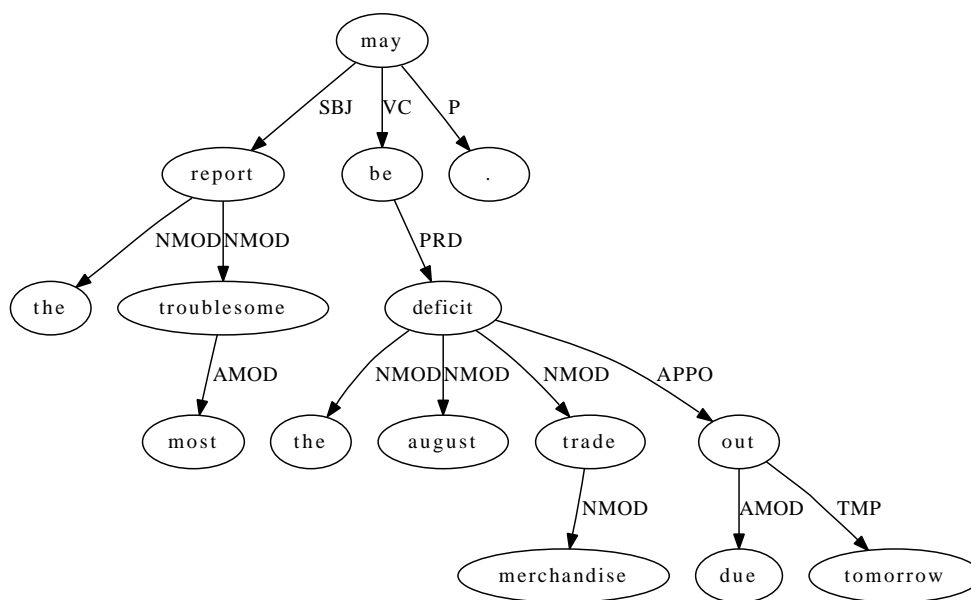 may
SBJ VC P
report be .
NMOD NMOD PRD
the troublesome deficit
AMOD NMOD NMOD NMOD APPO
most the august trade out
NMOD AMOD TMP
merchandise due tomorrow